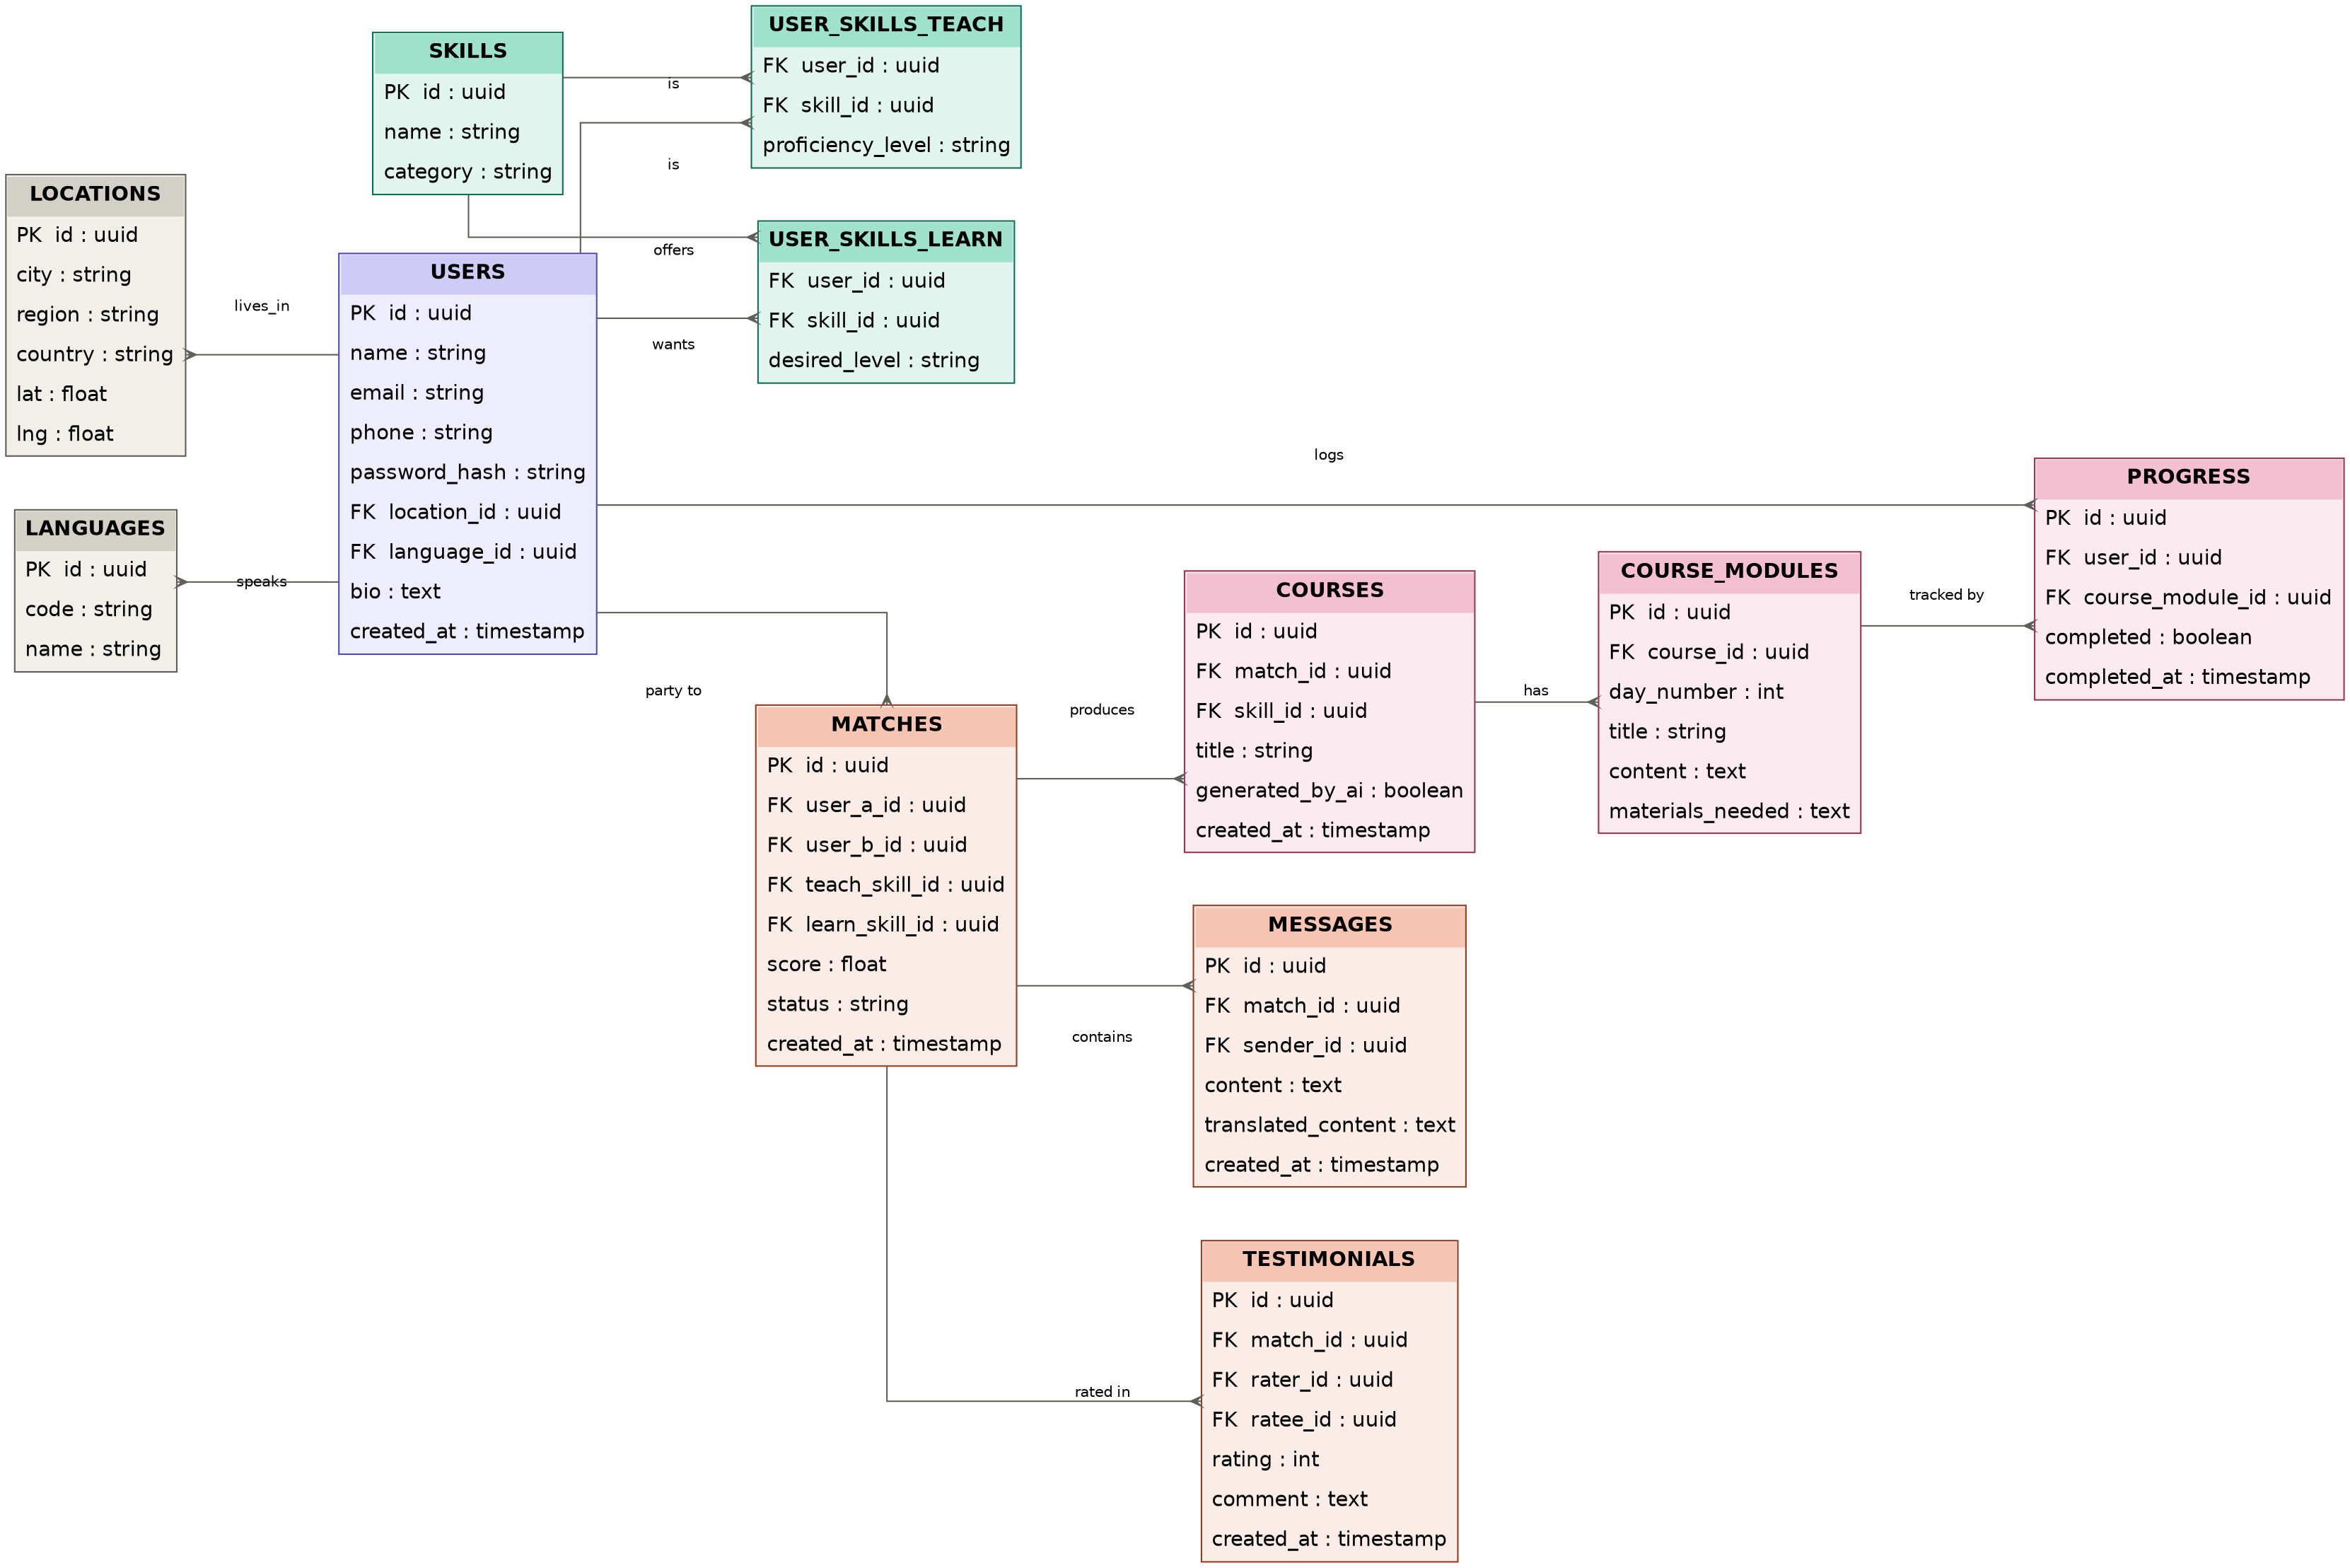 SKILLS
PK id : uuid
name : string
category : string
USER_SKILLS_TEACH
FK user_id : uuid
FK skill_id : uuid
proficiency_level : string
is
is
offers
wants
USER_SKILLS_LEARN
FK user_id : uuid
FK skill_id : uuid
desired_level : string
LOCATIONS
PK id : uuid
city : string
region : string
country : string
lat : float
lng : float
lives_in
LANGUAGES
PK id : uuid
code : string
name : string
speaks
USERS
PK id : uuid
name : string
email : string
phone : string
password_hash : string
FK location_id : uuid
FK language_id : uuid
bio : text
created_at : timestamp
logs
party to
MATCHES
PK id : uuid
FK user_a_id : uuid
FK user_b_id : uuid
FK teach_skill_id : uuid
FK learn_skill_id : uuid
score : float
status : string
created_at : timestamp
produces
contains
rated in
COURSES
PK id : uuid
FK match_id : uuid
FK skill_id : uuid
title : string
generated_by_ai : boolean
created_at : timestamp
has
COURSE_MODULES
PK id : uuid
FK course_id : uuid
day_number : int
title : string
content : text
materials_needed : text
tracked by
PROGRESS
PK id : uuid
FK user_id : uuid
FK course_module_id : uuid
completed : boolean
completed_at : timestamp
MESSAGES
PK id : uuid
FK match_id : uuid
FK sender_id : uuid
content : text
translated_content : text
created_at : timestamp
TESTIMONIALS
PK id : uuid
FK match_id : uuid
FK rater_id : uuid
FK ratee_id : uuid
rating : int
comment : text
created_at : timestamp